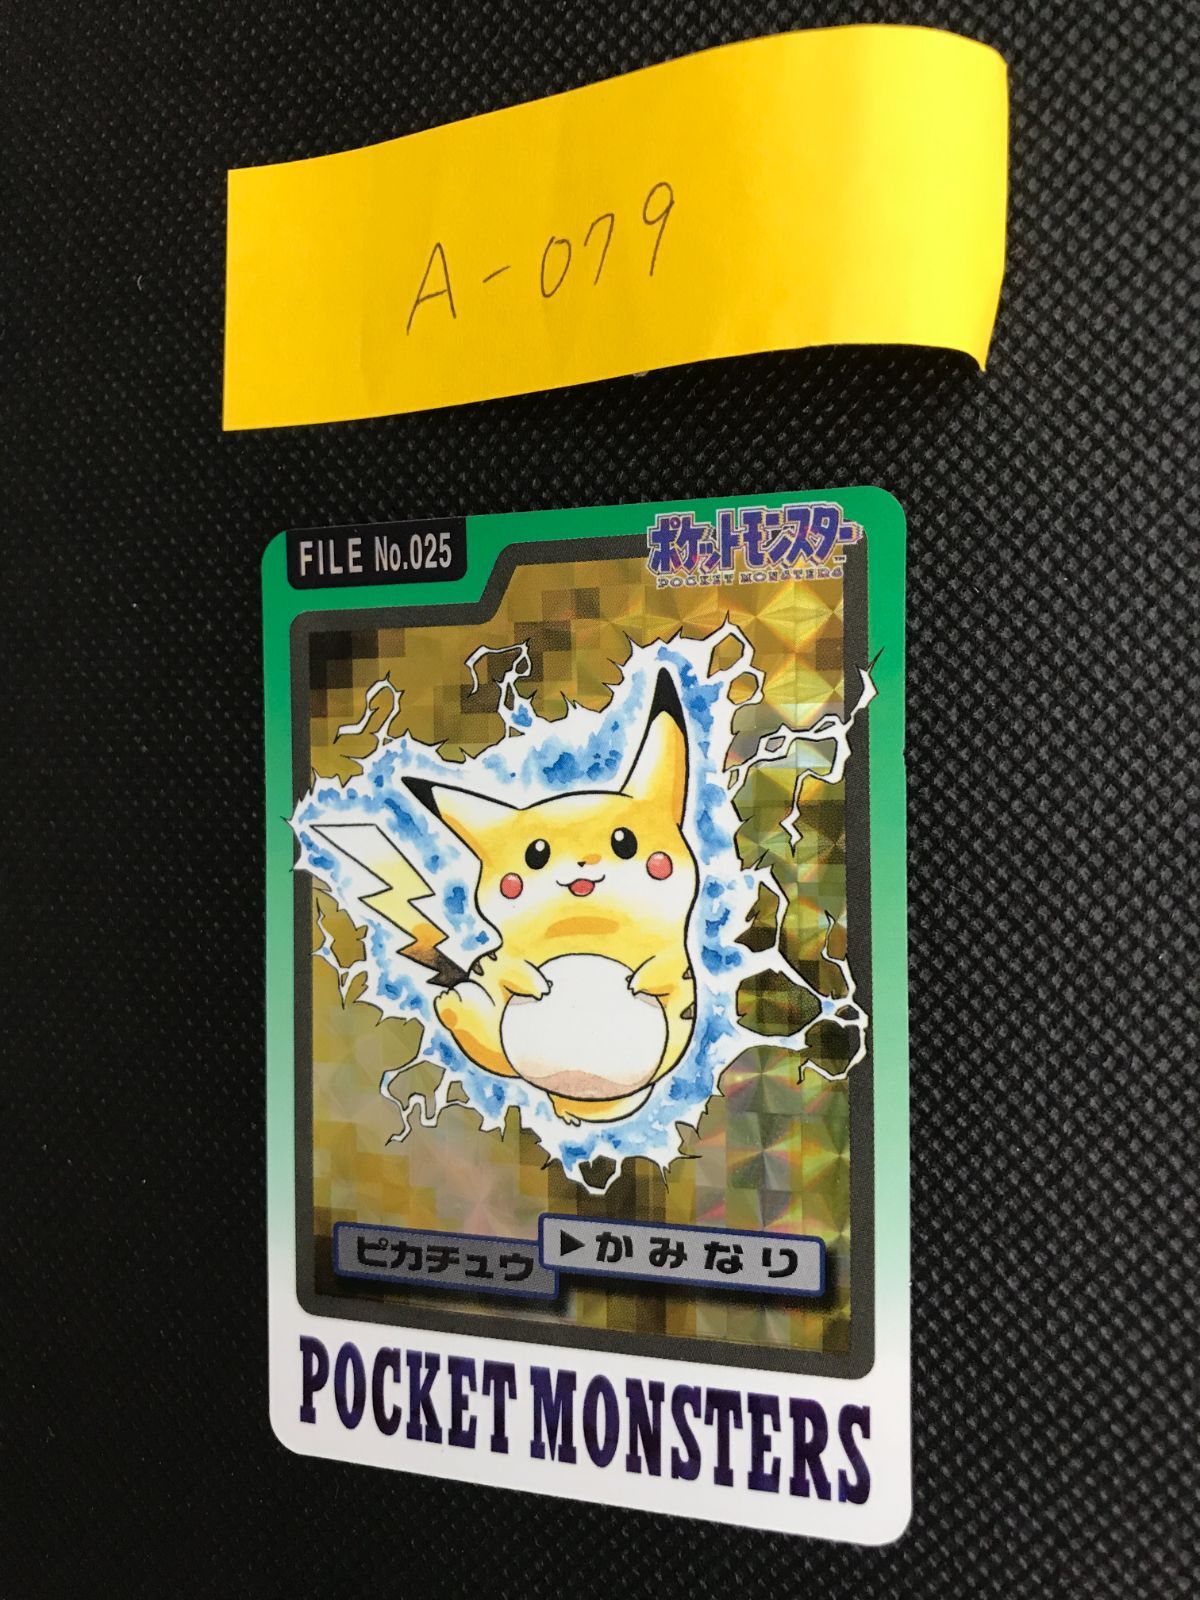 A-079
FILE No.025
ポケットモンスター
POCKET MONSTERS
ピカチュウ
▶かみなり
POCKET MONSTERS